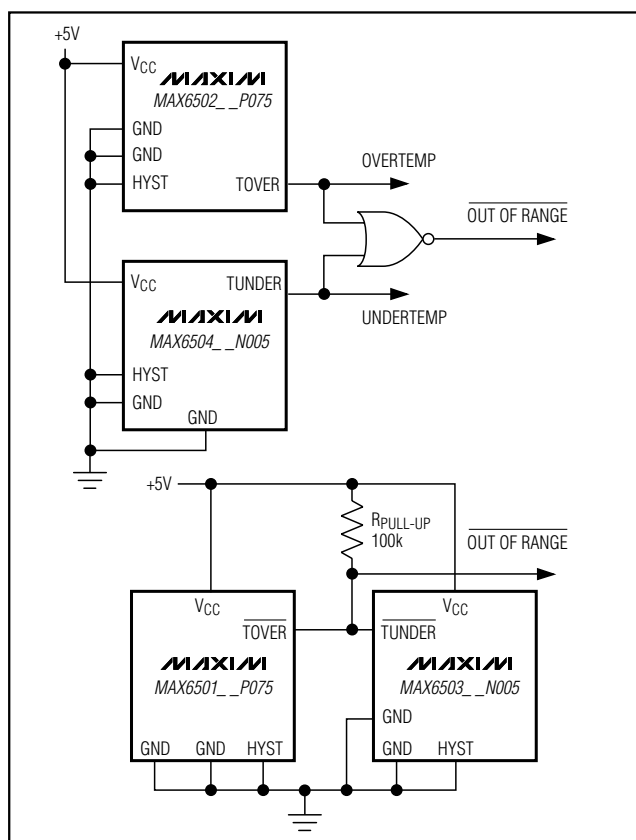 +5V
VCC
MAXIM
MAX6502_ _P075
GND
GND
HYST
TOVER
OVERTEMP
OUT OF RANGE
VCC
TUNDER
MAXIM
MAX6504_ _N005
UNDERTEMP
HYST
GND
GND
+5V
RPULL-UP
100k
OUT OF RANGE
VCC
TOVER
MAXIM
MAX6501_ _P075
GND
GND
HYST
VCC
TUNDER
MAXIM
MAX6503_ _N005
GND
GND
HYST